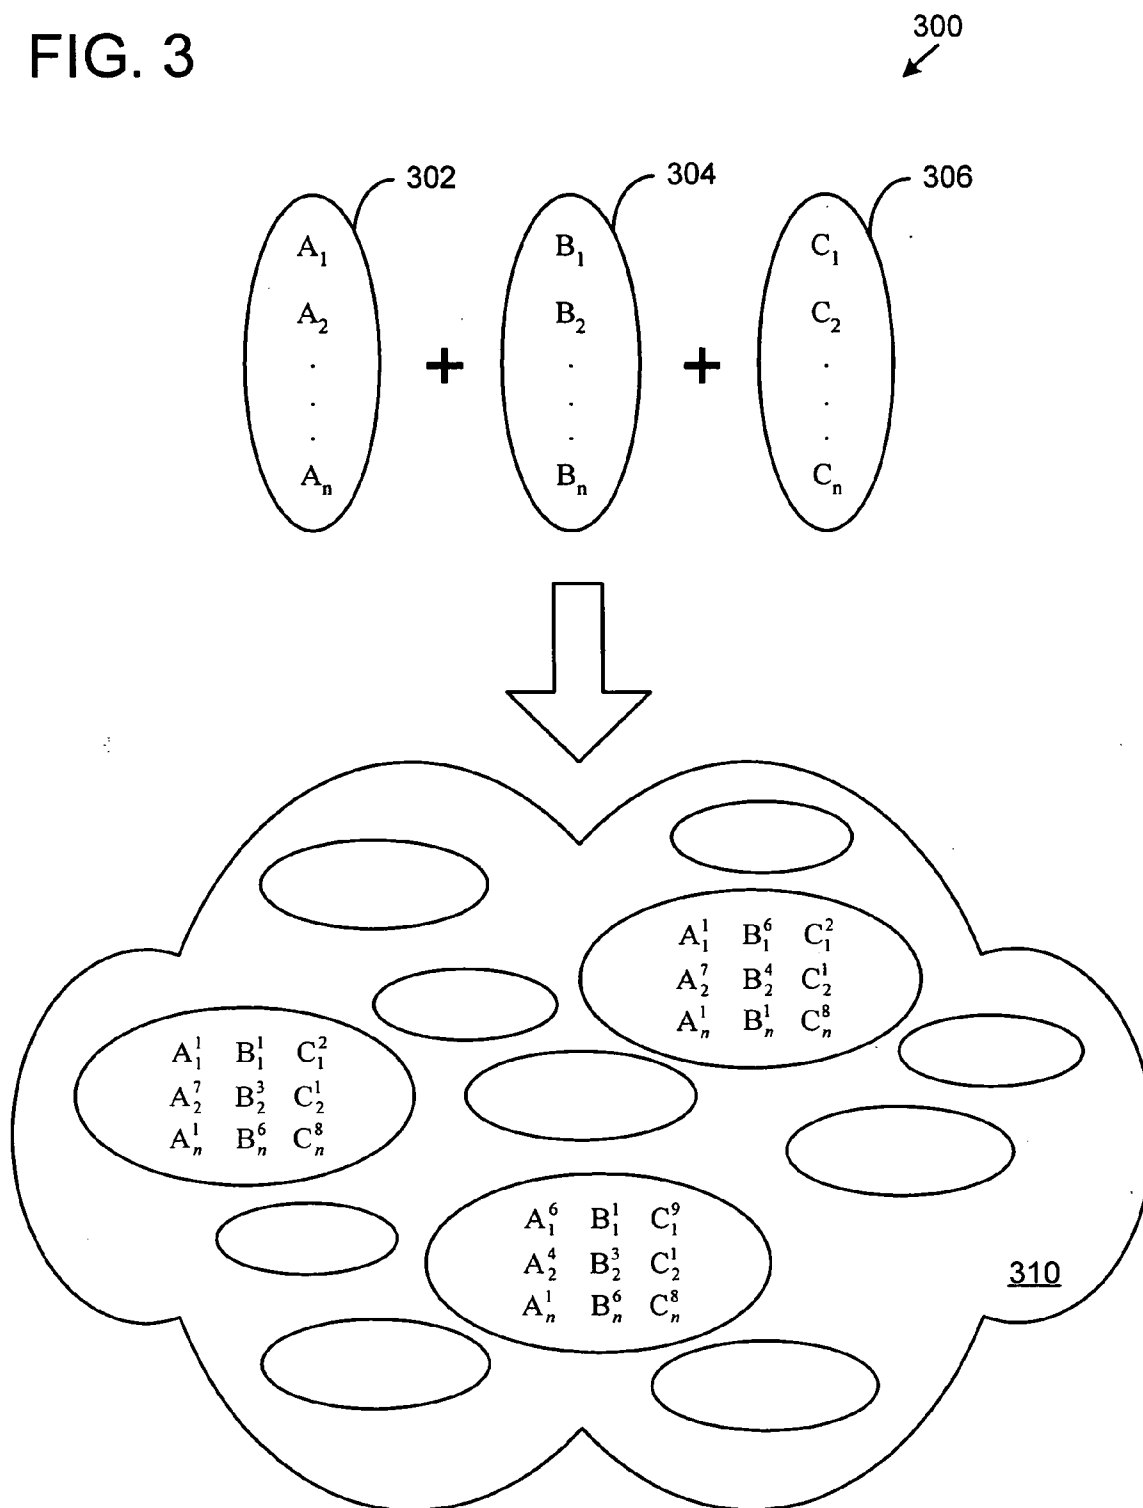 FIG. 3
300
302 304 306
A₁ B₁ C₁
A₂ B₂ C₂
+ +
. . .
. . .
. . .
Aₙ Bₙ Cₙ
A₁¹ B₁⁶ C₁²
A₂⁷ B₂⁴ C₂¹
Aₙ¹ Bₙ¹ Cₙ⁸
A₁¹ B₁¹ C₁²
A₂⁷ B₂³ C₂¹
Aₙ¹ Bₙ⁶ Cₙ⁸
A₁⁶ B₁¹ C₁⁹
A₂⁴ B₂³ C₂¹
Aₙ¹ Bₙ⁶ Cₙ⁸
310